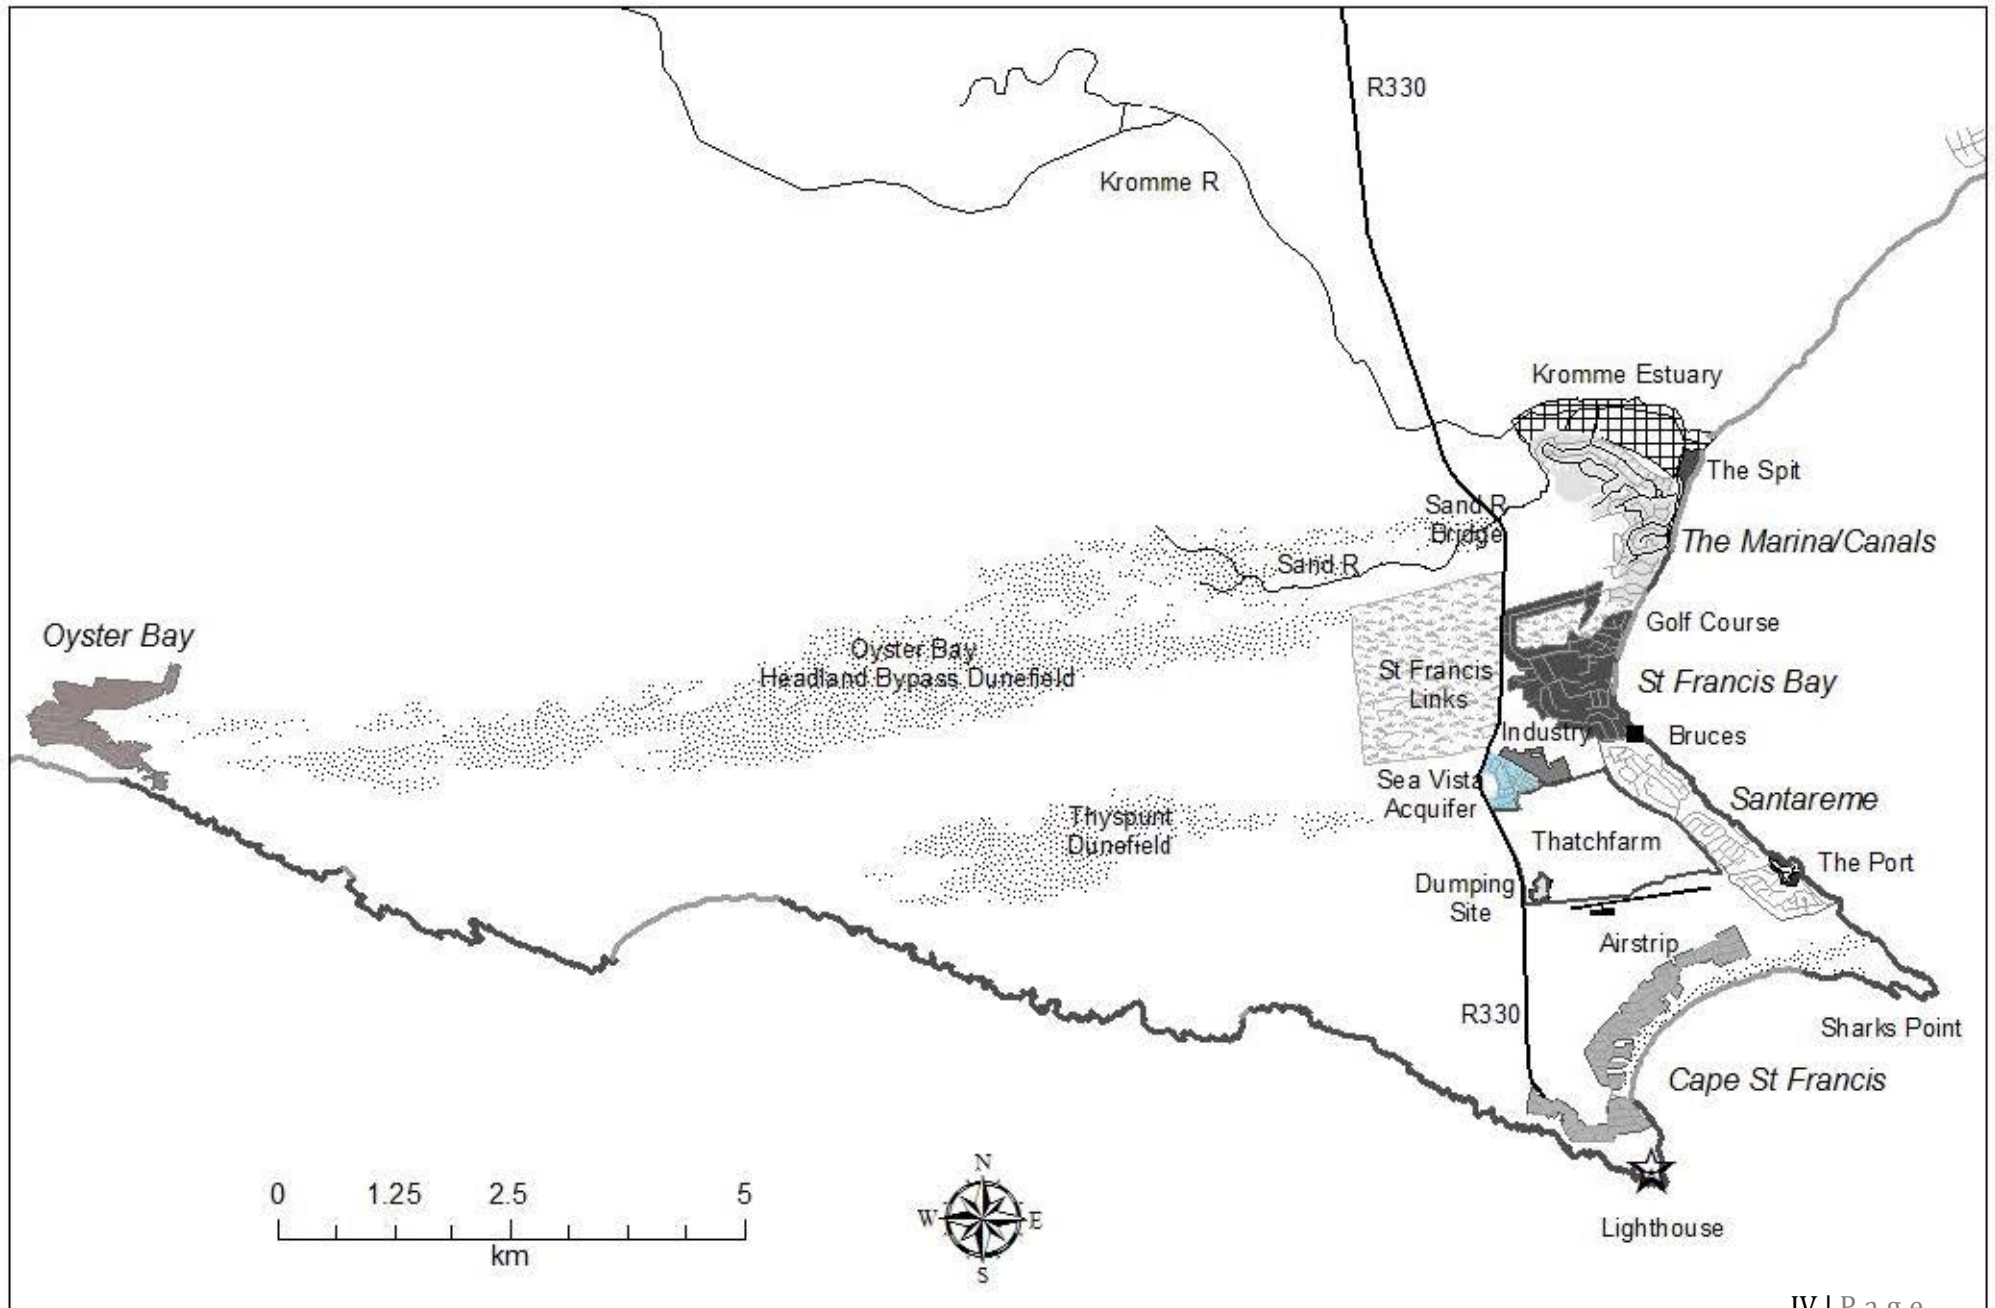 R330
Kromme R
Kromme Estuary
The Spit
Sand R
Bridge
The Marina/Canals
Sand R
Oyster Bay
Golf Course
Oyster Bay
Headland Bypass Dunefield
St Francis
Links
St Francis Bay
Industry
Bruces
Sea Vista
Acquifer
Santareme
Thyspunt
Dunefield
Thatchfarm
The Port
Dumping
Site
Airstrip
R330
Sharks Point
Cape St Francis
0 1.25 2.5 5
km
N
W E
S
Lighthouse
IV | Page